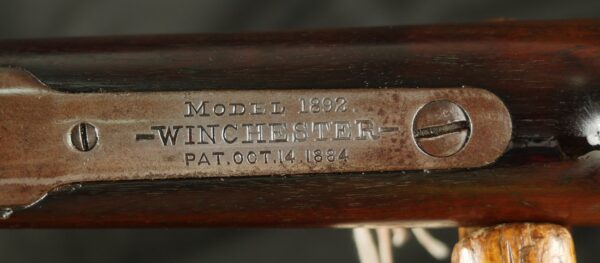 MODEL 1892.
-WINCHESTER-
PAT. OCT. 14. 1884